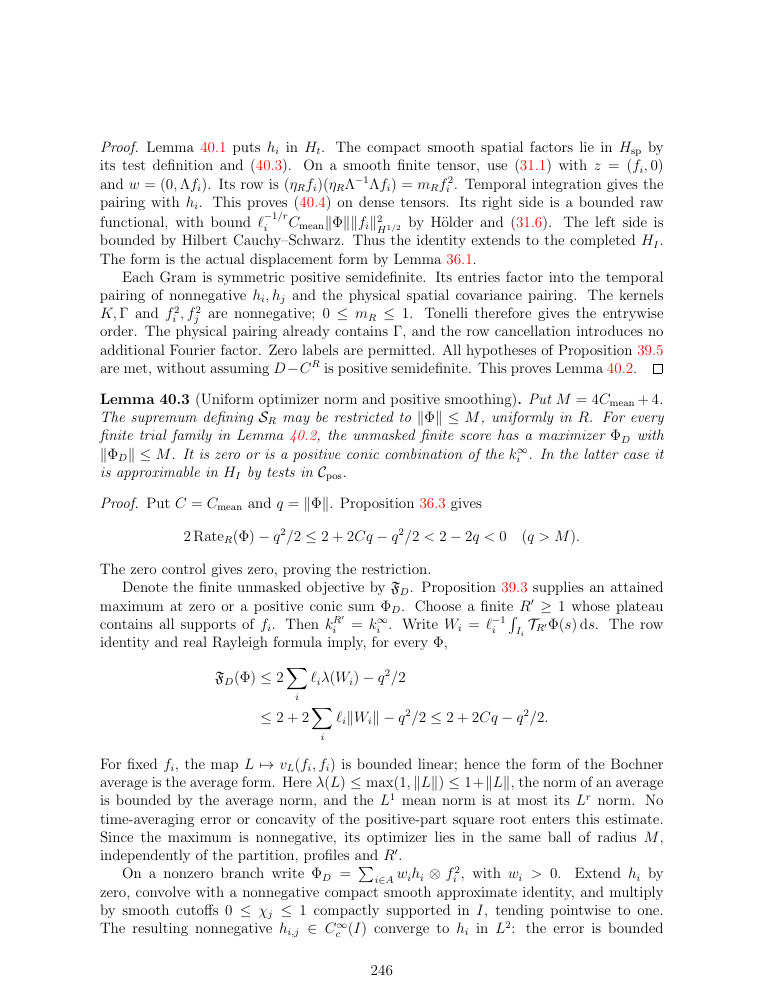 Proof. Lemma 40.1 puts hᵢ in Hₜ. The compact smooth spatial factors lie in H_sp by
its test definition and (40.3). On a smooth finite tensor, use (31.1) with z = (fᵢ, 0)
and w = (0, Λfᵢ). Its row is (η_R fᵢ)(η_R Λ⁻¹Λfᵢ) = m_R fᵢ². Temporal integration gives the
pairing with hᵢ. This proves (40.4) on dense tensors. Its right side is a bounded raw
functional, with bound ℓᵢ^{−1/r} C_mean‖Φ‖‖fᵢ‖²_{H^{1/2}} by Hölder and (31.6). The left side is
bounded by Hilbert Cauchy–Schwarz. Thus the identity extends to the completed H_I.
The form is the actual displacement form by Lemma 36.1.
Each Gram is symmetric positive semidefinite. Its entries factor into the temporal
pairing of nonnegative hᵢ, hⱼ and the physical spatial covariance pairing. The kernels
K, Γ and fᵢ², fⱼ² are nonnegative; 0 ≤ m_R ≤ 1. Tonelli therefore gives the entrywise
order. The physical pairing already contains Γ, and the row cancellation introduces no
additional Fourier factor. Zero labels are permitted. All hypotheses of Proposition 39.5
are met, without assuming D−C^R is positive semidefinite. This proves Lemma 40.2. □
Lemma 40.3 (Uniform optimizer norm and positive smoothing). Put M = 4C_mean + 4.
The supremum defining 𝒮_R may be restricted to ‖Φ‖ ≤ M, uniformly in R. For every
finite trial family in Lemma 40.2, the unmasked finite score has a maximizer Φ_D with
‖Φ_D‖ ≤ M. It is zero or is a positive conic combination of the kᵢ^∞. In the latter case it
is approximable in H_I by tests in 𝒞_pos.
Proof. Put C = C_mean and q = ‖Φ‖. Proposition 36.3 gives
2 Rate_R(Φ) − q²/2 ≤ 2 + 2Cq − q²/2 < 2 − 2q < 0 (q > M).
The zero control gives zero, proving the restriction.
Denote the finite unmasked objective by 𝔉_D. Proposition 39.3 supplies an attained
maximum at zero or a positive conic sum Φ_D. Choose a finite R′ ≥ 1 whose plateau
contains all supports of fᵢ. Then kᵢ^{R′} = kᵢ^∞. Write Wᵢ = ℓᵢ⁻¹ ∫_{Iᵢ} 𝒯_{R′}Φ(s) ds. The row
identity and real Rayleigh formula imply, for every Φ,
𝔉_D(Φ) ≤ 2 ∑ᵢ ℓᵢλ(Wᵢ) − q²/2
≤ 2 + 2 ∑ᵢ ℓᵢ‖Wᵢ‖ − q²/2 ≤ 2 + 2Cq − q²/2.
For fixed fᵢ, the map L ↦ v_L(fᵢ, fᵢ) is bounded linear; hence the form of the Bochner
average is the average form. Here λ(L) ≤ max(1, ‖L‖) ≤ 1+‖L‖, the norm of an average
is bounded by the average norm, and the L¹ mean norm is at most its Lʳ norm. No
time-averaging error or concavity of the positive-part square root enters this estimate.
Since the maximum is nonnegative, its optimizer lies in the same ball of radius M,
independently of the partition, profiles and R′.
On a nonzero branch write Φ_D = ∑_{i∈A} wᵢhᵢ ⊗ fᵢ², with wᵢ > 0. Extend hᵢ by
zero, convolve with a nonnegative compact smooth approximate identity, and multiply
by smooth cutoffs 0 ≤ χⱼ ≤ 1 compactly supported in I, tending pointwise to one.
The resulting nonnegative h_{i,j} ∈ C_c^∞(I) converge to hᵢ in L²: the error is bounded
246